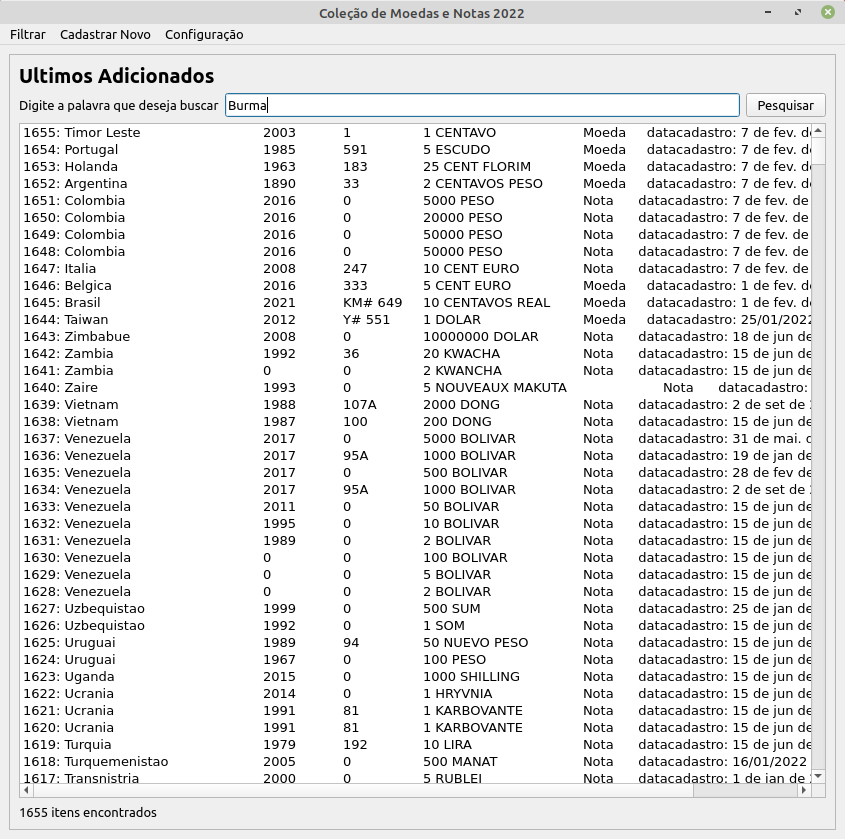 Coleção de Moedas e Notas 2022
Filtrar Cadastrar Novo Configuração
Ultimos Adicionados
Digite a palavra que deseja buscar Burma Pesquisar
1655: Timor Leste 2003 1 1 CENTAVO Moeda datacadastro: 7 de fev. d
1654: Portugal 1985 591 5 ESCUDO Moeda datacadastro: 7 de fev. d
1653: Holanda 1963 183 25 CENT FLORIM Moeda datacadastro: 7 de fev. d
1652: Argentina 1890 33 2 CENTAVOS PESO Moeda datacadastro: 7 de fev. d
1651: Colombia 2016 0 5000 PESO Nota datacadastro: 7 de fev. de
1650: Colombia 2016 0 20000 PESO Nota datacadastro: 7 de fev. de
1649: Colombia 2016 0 50000 PESO Nota datacadastro: 7 de fev. de
1648: Colombia 2016 0 50000 PESO Nota datacadastro: 7 de fev. de
1647: Italia 2008 247 10 CENT EURO Nota datacadastro: 7 de fev. de
1646: Belgica 2016 333 5 CENT EURO Moeda datacadastro: 1 de fev. d
1645: Brasil 2021 KM# 649 10 CENTAVOS REAL Moeda datacadastro: 1 de fev. d
1644: Taiwan 2012 Y# 551 1 DOLAR Moeda datacadastro: 25/01/2022
1643: Zimbabue 2008 0 10000000 DOLAR Nota datacadastro: 18 de jun de
1642: Zambia 1992 36 20 KWACHA Nota datacadastro: 15 de jun de
1641: Zambia 0 0 2 KWANCHA Nota datacadastro: 15 de jun de
1640: Zaire 1993 0 5 NOUVEAUX MAKUTA Nota datacadastro:
1639: Vietnam 1988 107A 2000 DONG Nota datacadastro: 2 de set de
1638: Vietnam 1987 100 200 DONG Nota datacadastro: 15 de jun de
1637: Venezuela 2017 0 5000 BOLIVAR Nota datacadastro: 31 de mai. d
1636: Venezuela 2017 95A 1000 BOLIVAR Nota datacadastro: 19 de jan de
1635: Venezuela 2017 0 500 BOLIVAR Nota datacadastro: 28 de fev de
1634: Venezuela 2017 95A 1000 BOLIVAR Nota datacadastro: 2 de set de
1633: Venezuela 2011 0 50 BOLIVAR Nota datacadastro: 15 de jun de
1632: Venezuela 1995 0 10 BOLIVAR Nota datacadastro: 15 de jun de
1631: Venezuela 1989 0 2 BOLIVAR Nota datacadastro: 15 de jun de
1630: Venezuela 0 0 100 BOLIVAR Nota datacadastro: 15 de jun de
1629: Venezuela 0 0 5 BOLIVAR Nota datacadastro: 15 de jun de
1628: Venezuela 0 0 2 BOLIVAR Nota datacadastro: 15 de jun de
1627: Uzbequistao 1999 0 500 SUM Nota datacadastro: 25 de jan de
1626: Uzbequistao 1992 0 1 SOM Nota datacadastro: 15 de jun de
1625: Uruguai 1989 94 50 NUEVO PESO Nota datacadastro: 15 de jun de
1624: Uruguai 1967 0 100 PESO Nota datacadastro: 15 de jun de
1623: Uganda 2015 0 1000 SHILLING Nota datacadastro: 15 de jun de
1622: Ucrania 2014 0 1 HRYVNIA Nota datacadastro: 15 de jun de
1621: Ucrania 1991 81 1 KARBOVANTE Nota datacadastro: 15 de jun de
1620: Ucrania 1991 81 1 KARBOVANTE Nota datacadastro: 15 de jun de
1619: Turquia 1979 192 10 LIRA Nota datacadastro: 15 de jun de
1618: Turquemenistao 2005 0 500 MANAT Nota datacadastro: 16/01/2022
1617: Transnistria 2000 0 5 RUBLEI Nota datacadastro: 1 de jan de
1655 itens encontrados